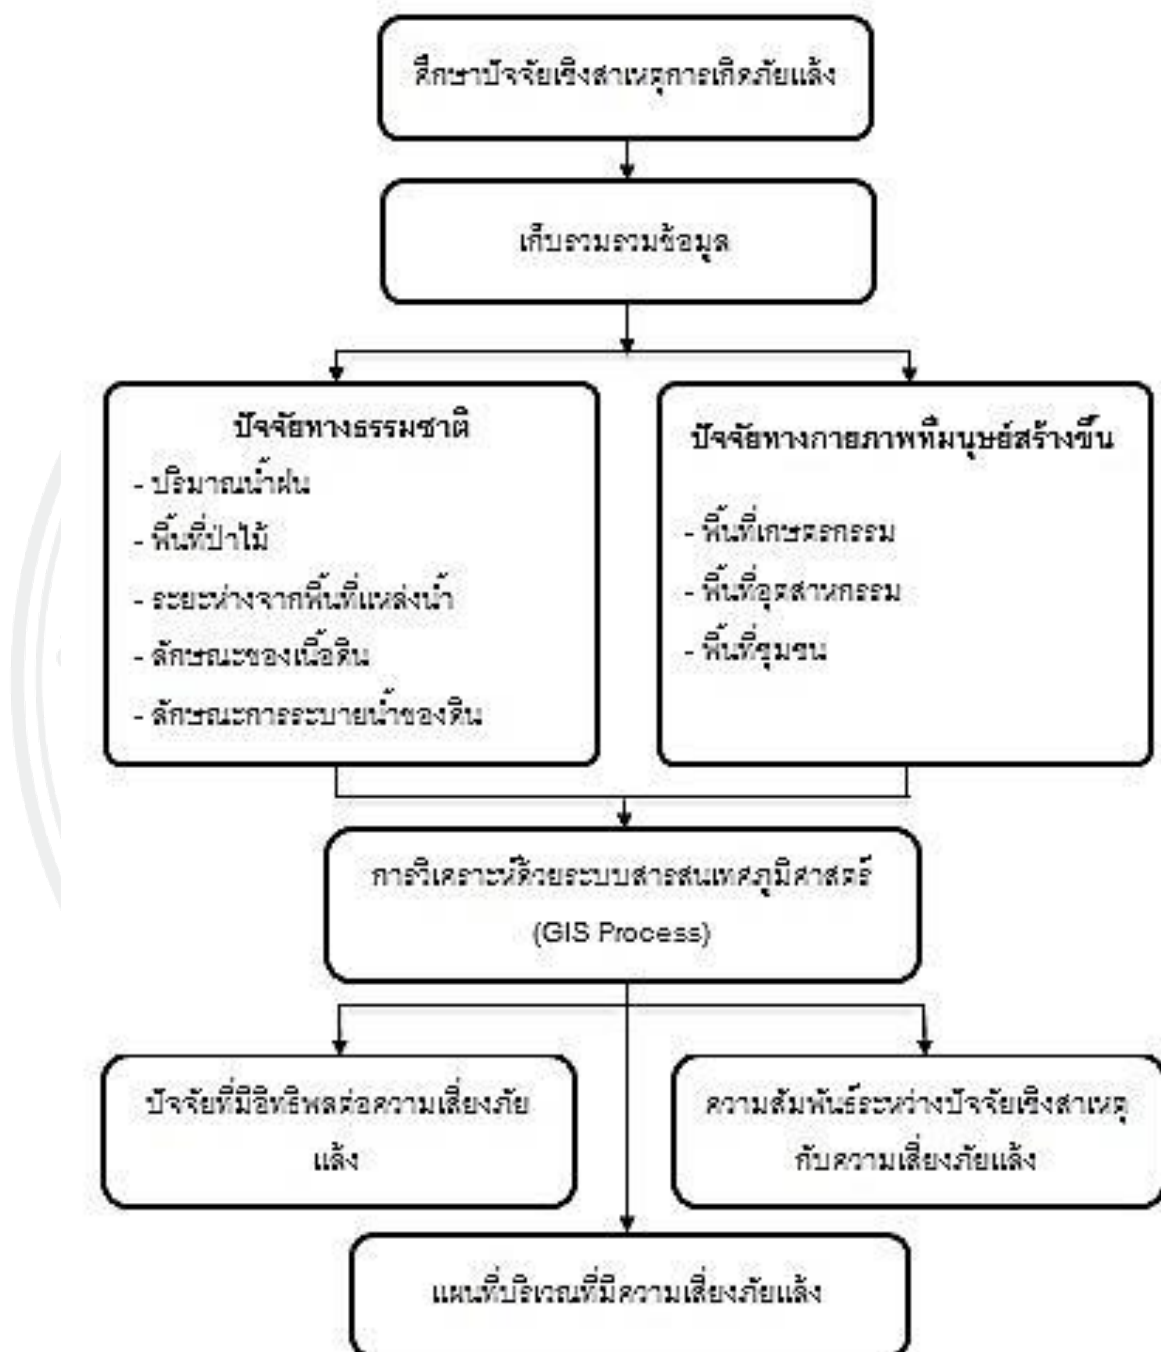 ศึกษาปัจจัยเชิงสาเหตุการเกิดภัยแล้ง
เก็บรวมรวมข้อมูล
ปัจจัยทางธรรมชาติ
- ปริมาณน้ำฝน
- พื้นที่ป่าไม้
- ระยะห่างจากพื้นที่แหล่งน้ำ
- ลักษณะของเนื้อดิน
- ลักษณะการระบายน้ำของดิน
ปัจจัยทางกายภาพที่มนุษย์สร้างขึ้น
- พื้นที่เกษตรกรรม
- พื้นที่อุตสาหกรรม
- พื้นที่ชุมชน
การวิเคราะห์ด้วยระบบสารสนเทศภูมิศาสตร์
(GIS Process)
ปัจจัยที่มีอิทธิพลต่อความเสี่ยงภัย
แล้ง
ความสัมพันธ์ระหว่างปัจจัยเชิงสาเหตุ
กับความเสี่ยงภัยแล้ง
แผนที่บริเวณที่มีความเสี่ยงภัยแล้ง